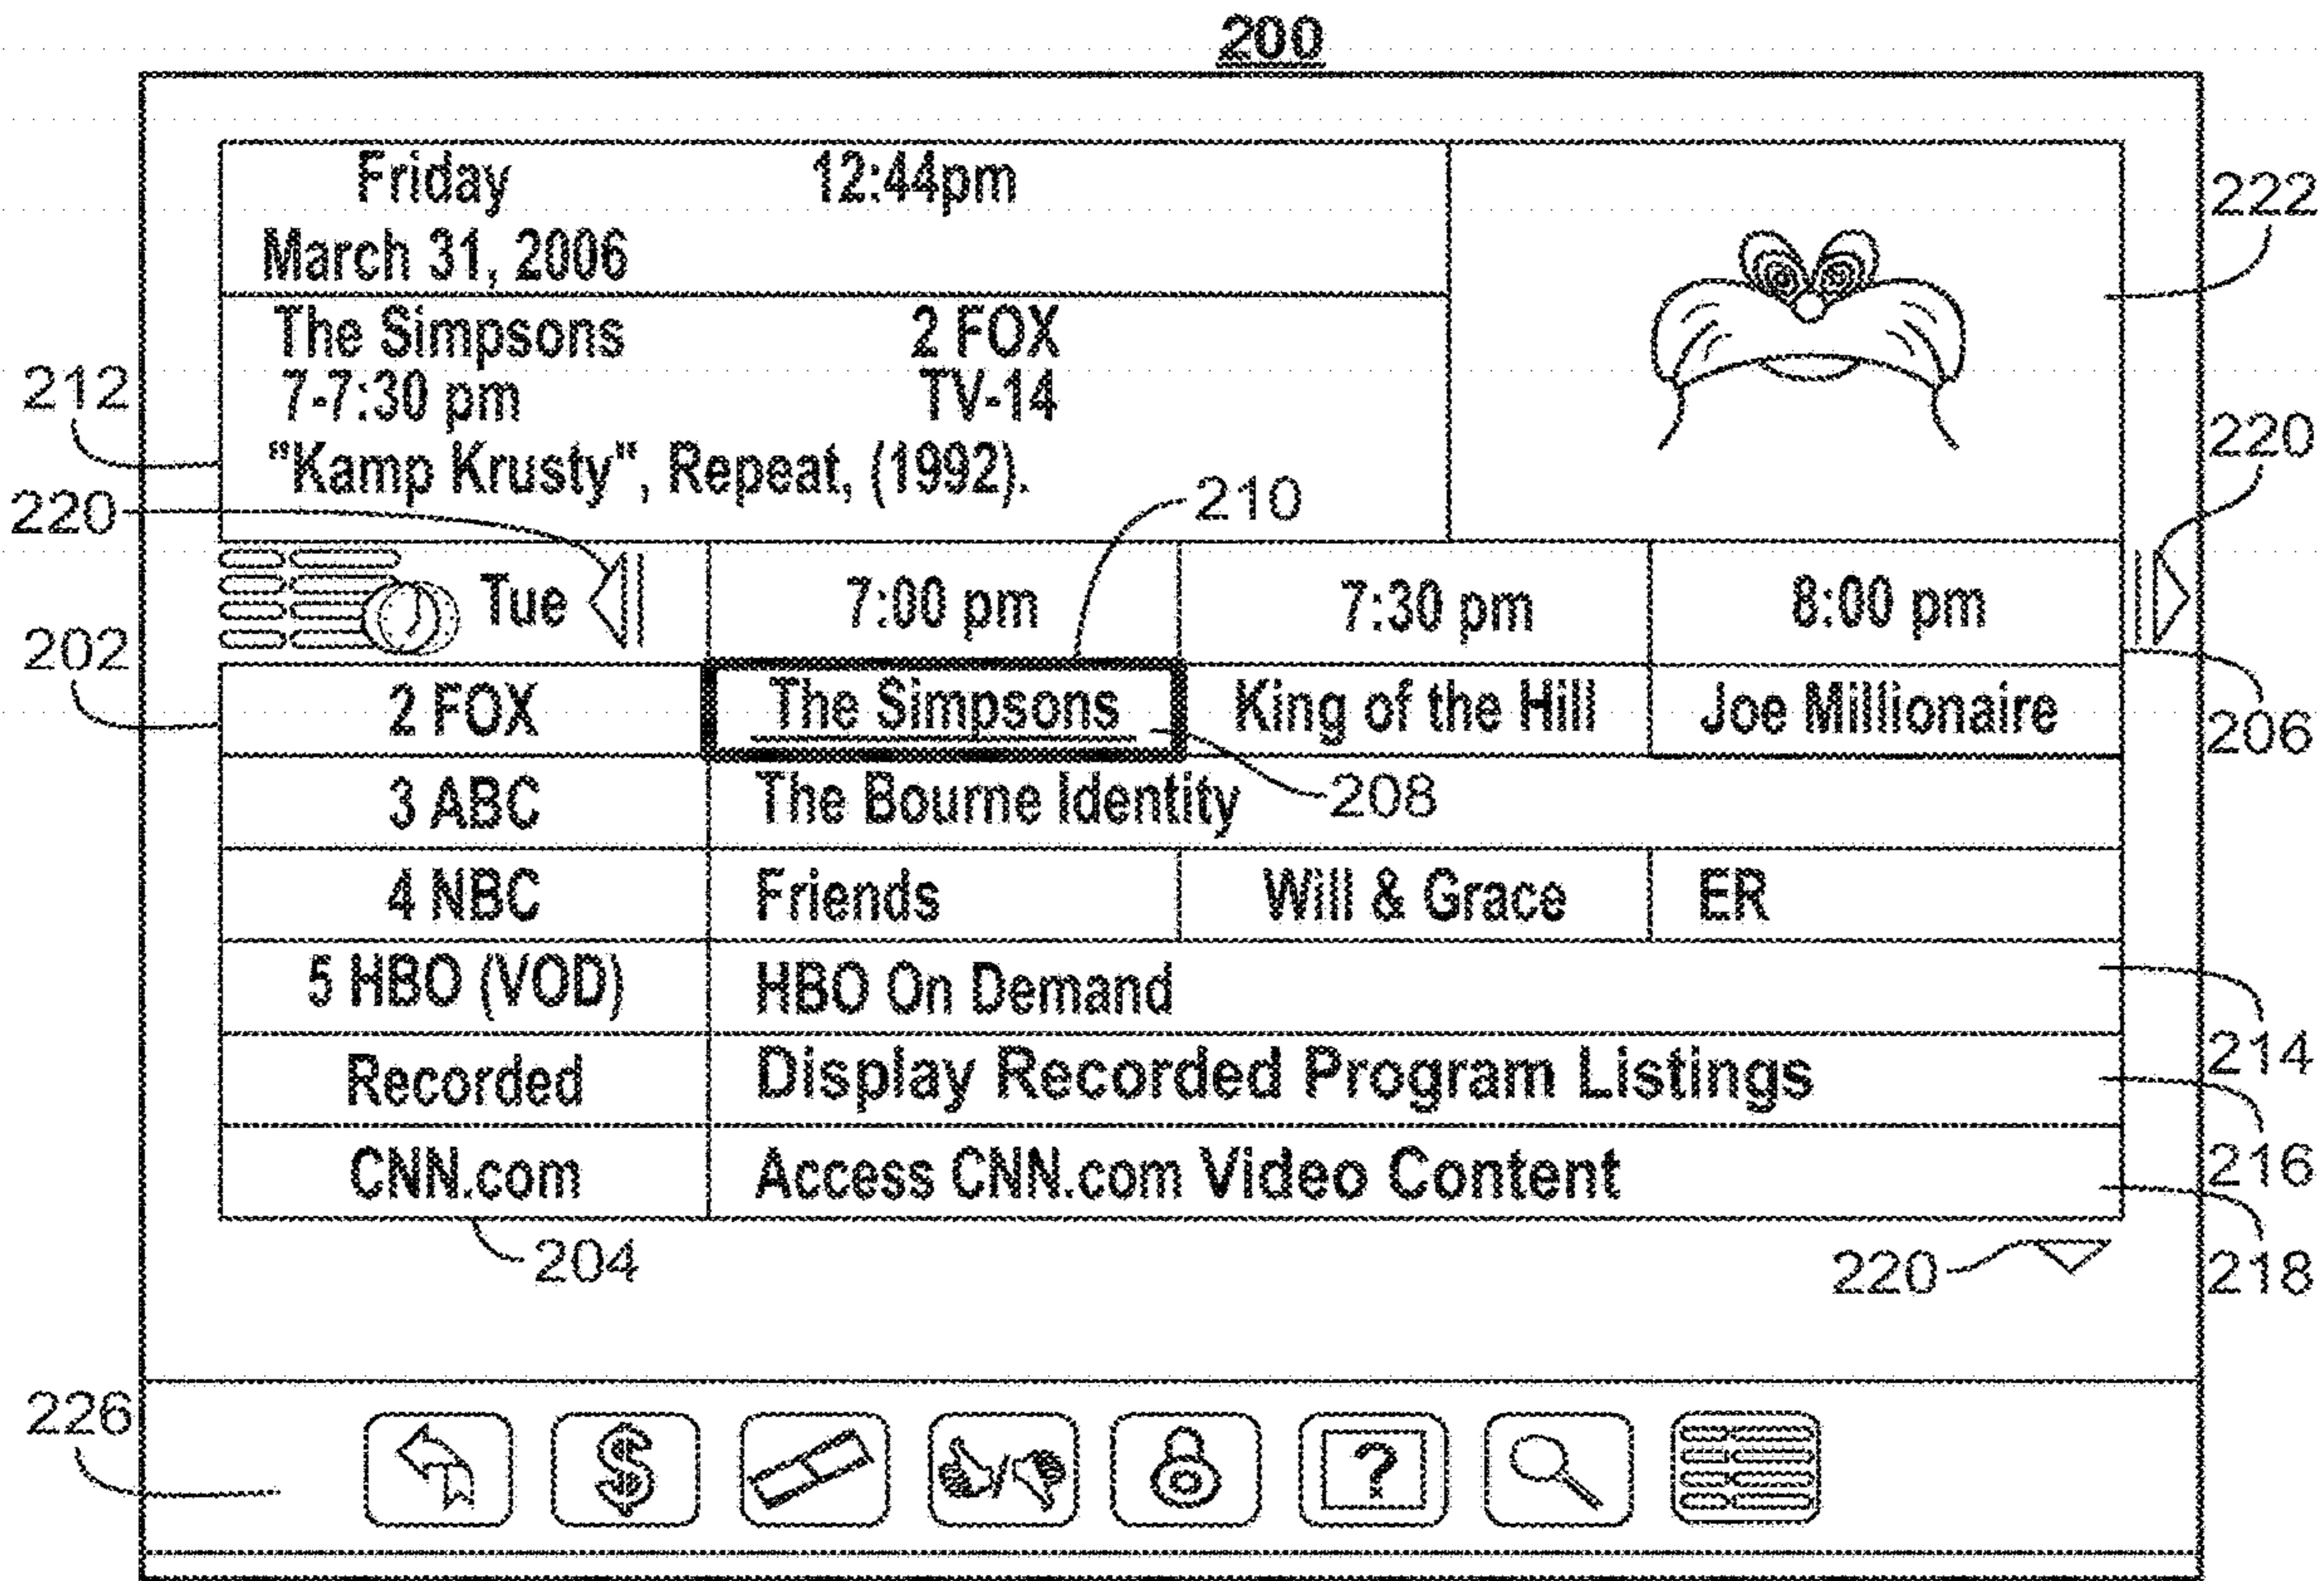 200
Friday 12:44pm
March 31, 2006
222
The Simpsons 2 FOX
7-7:30 pm TV-14
212
"Kamp Krusty", Repeat, (1992).
220
210
220
Tue 7:00 pm 7:30 pm 8:00 pm
202
2 FOX The Simpsons King of the Hill Joe Millionaire
206
3 ABC The Bourne Identity 208
4 NBC Friends Will & Grace ER
5 HBO (VOD) HBO On Demand
214
Recorded Display Recorded Program Listings
216
CNN.com Access CNN.com Video Content
204
220
218
226
$ / ?